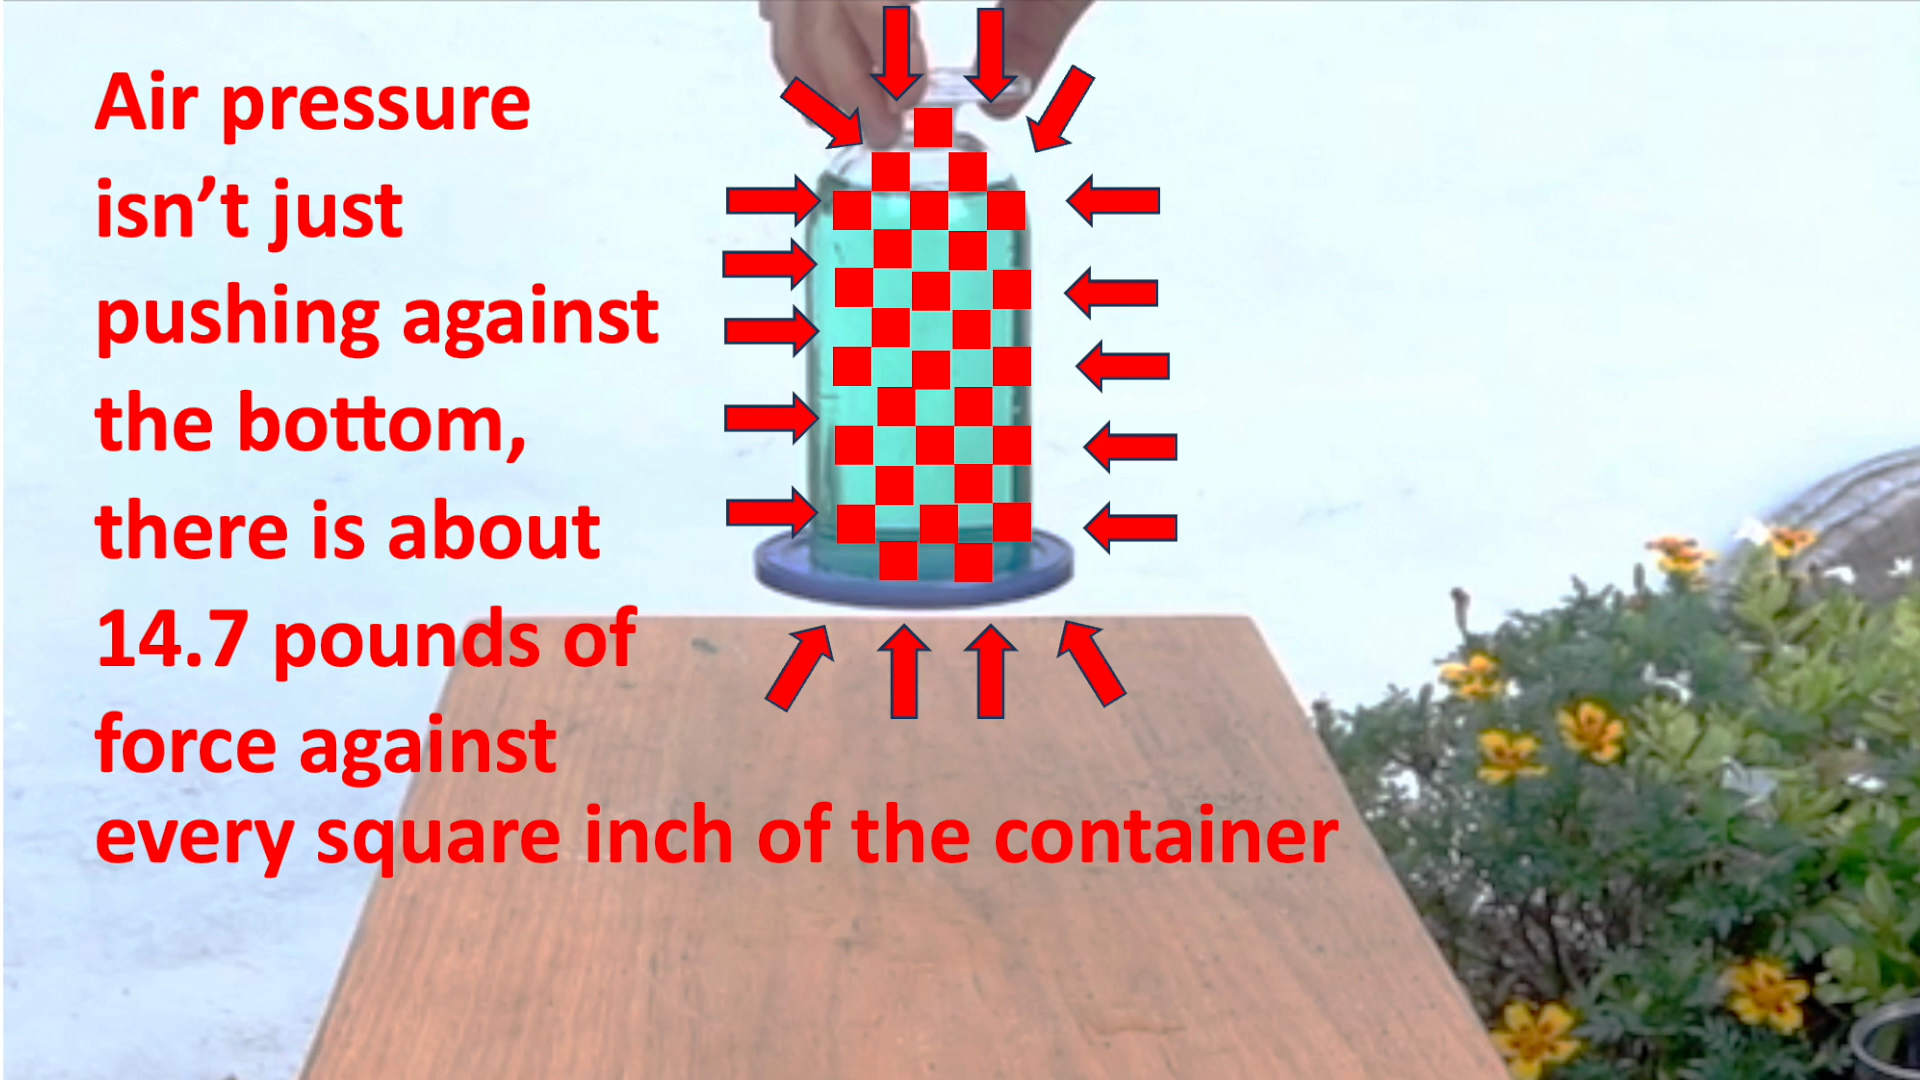 Air pressure
isn’t just
pushing against
the bottom,
there is about
14.7 pounds of
force against
every square inch of the container